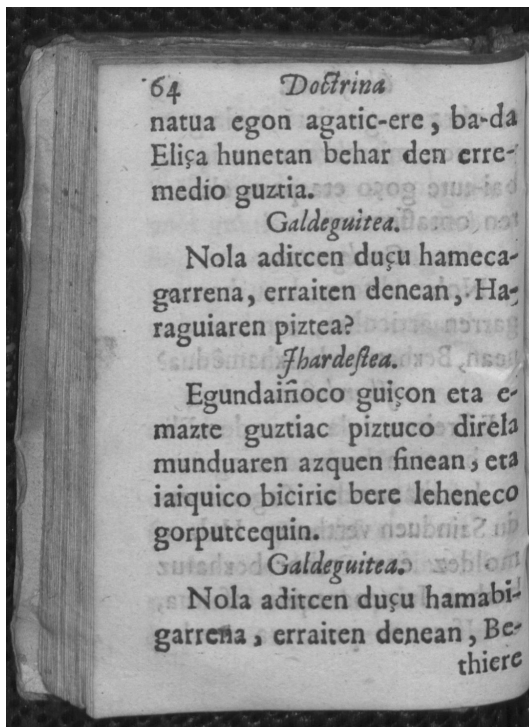 64 Doctrina
natua egon agatic-ere, ba-da
Eliça hunetan behar den erre-
medio guztia.
Galdeguitea.
Nola aditcen duçu hameca-
garrena, erraiten denean, Ha-
raguiaren piztea?
Jhardeſtea.
Egundaiñoco guiçon eta e-
mazte guztiac piztuco direla
munduaren azquen finean, eta
iaiquico biciric bere leheneco
gorputcequin.
Galdeguitea.
Nola aditcen duçu hamabi-
garrena, erraiten denean, Be-
thiere